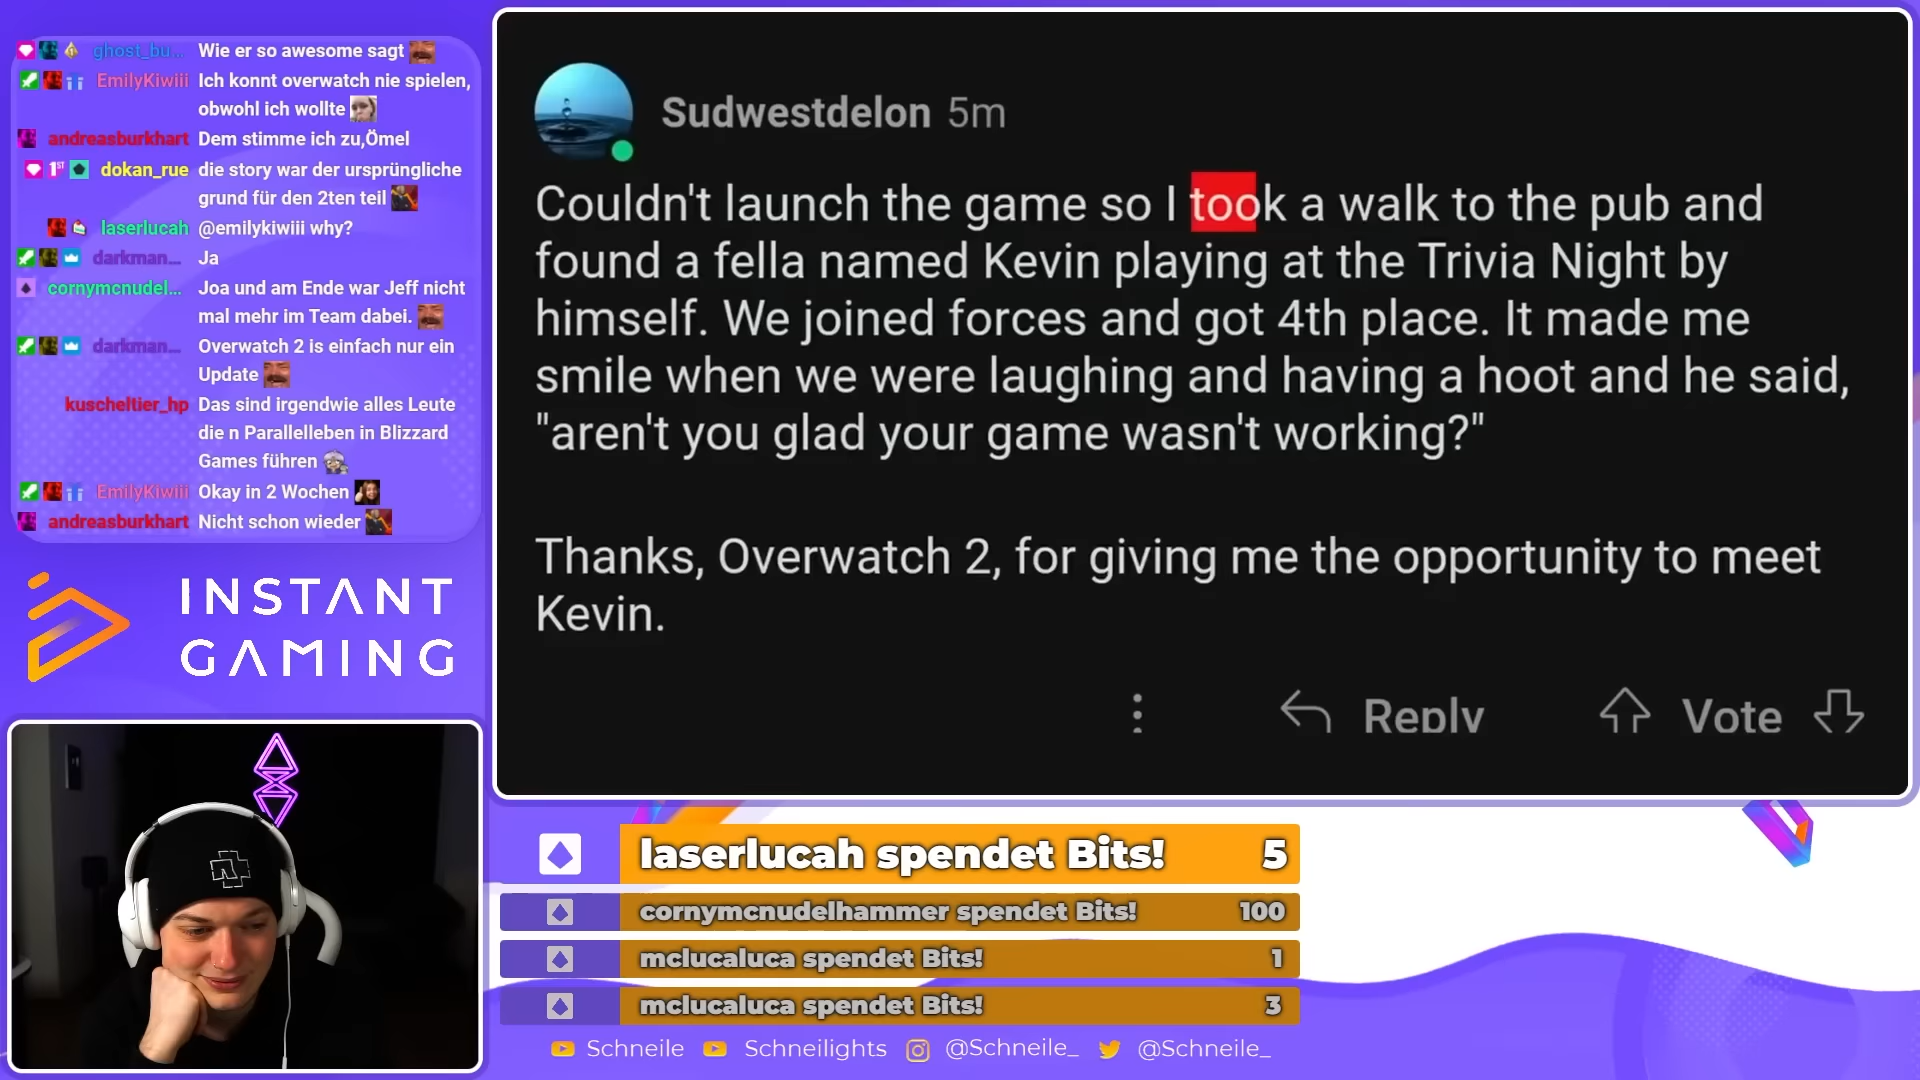 ghost_bu... Wie er so awesome sagt
EmilyKiwiii Ich konnt overwatch nie spielen,
obwohl ich wollte
andreasburkhart Dem stimme ich zu,Ömel
1ST dokan_rue die story war der ursprüngliche
grund für den 2ten teil
laserlucah @emilykiwiii why?
darkman... Ja
cornymcnudel... Joa und am Ende war Jeff nicht
mal mehr im Team dabei.
darkman... Overwatch 2 is einfach nur ein
Update
kuscheltier_hp Das sind irgendwie alles Leute
die n Parallelleben in Blizzard
Games führen
EmilyKiwiii Okay in 2 Wochen
andreasburkhart Nicht schon wieder
INSTANT
GAMING
Sudwestdelon 5m
Couldn't launch the game so I took a walk to the pub and
found a fella named Kevin playing at the Trivia Night by
himself. We joined forces and got 4th place. It made me
smile when we were laughing and having a hoot and he said,
"aren't you glad your game wasn't working?"
Thanks, Overwatch 2, for giving me the opportunity to meet
Kevin.
Reply Vote
laserlucah spendet Bits! 5
cornymcnudelhammer spendet Bits! 100
mclucaluca spendet Bits! 1
mclucaluca spendet Bits! 3
Schneile Schneilights @Schneile_ @Schneile_